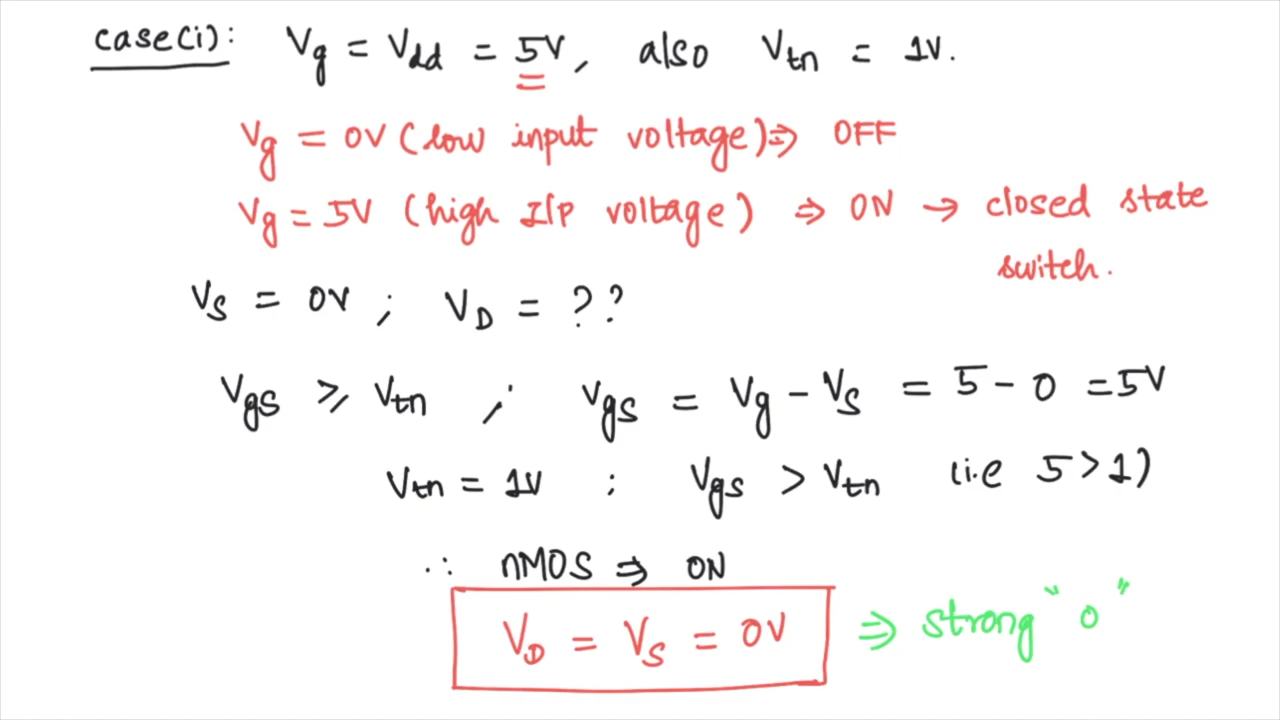 case(i): Vg = Vdd = 5V, also Vtn = 1V.
Vg = 0V (low input voltage) ⇒ OFF
Vg = 5V (high I/p voltage) ⇒ ON → closed state
switch.
VS = 0V ; VD = ??
Vgs ≥ Vtn ; Vgs = Vg - VS = 5 - 0 = 5V
Vtn = 1V : Vgs > Vtn (i.e 5>1)
∴ nMOS ⇒ ON
VD = VS = 0V ⇒ strong "0"